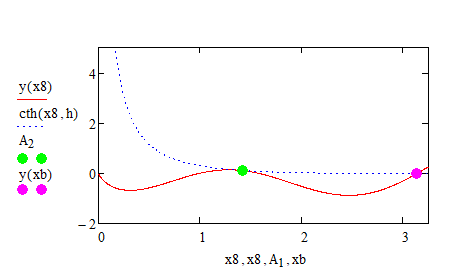 y(x8)
cth(x8,h)
A2
y(xb)
4
2
0
−2
0
1
2
3
x8,x8,A1,xb